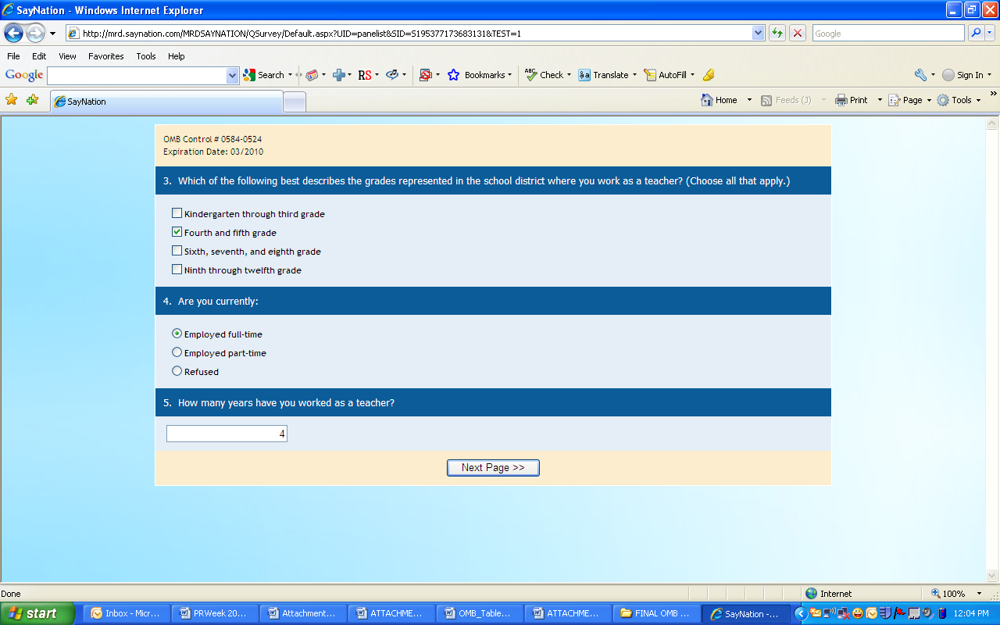 SayNation - Windows Internet Explorer
http://mrd.saynation.com/MRDSAYNATION/QSurvey/Default.aspx?UID=panelist&SID=S195377173683131&TEST=1
Google
File Edit View Favorites Tools Help
Google Search RS Bookmarks ABC Check Translate AutoFill Sign In
SayNation Home Feeds (J) Print Page Tools
OMB Control # 0584-0524
Expiration Date: 03/2010
3. Which of the following best describes the grades represented in the school district where you work as a teacher? (Choose all that apply.)
Kindergarten through third grade
Fourth and fifth grade
Sixth, seventh, and eighth grade
Ninth through twelfth grade
4. Are you currently:
Employed full-time
Employed part-time
Refused
5. How many years have you worked as a teacher?
4
Next Page >>
Done Internet 100%
start Inbox - Micr... PRWeek 20... Attachment... ATTACHME... OMB_Table... ATTACHME... FINAL OMB ... SayNation -... 12:04 PM